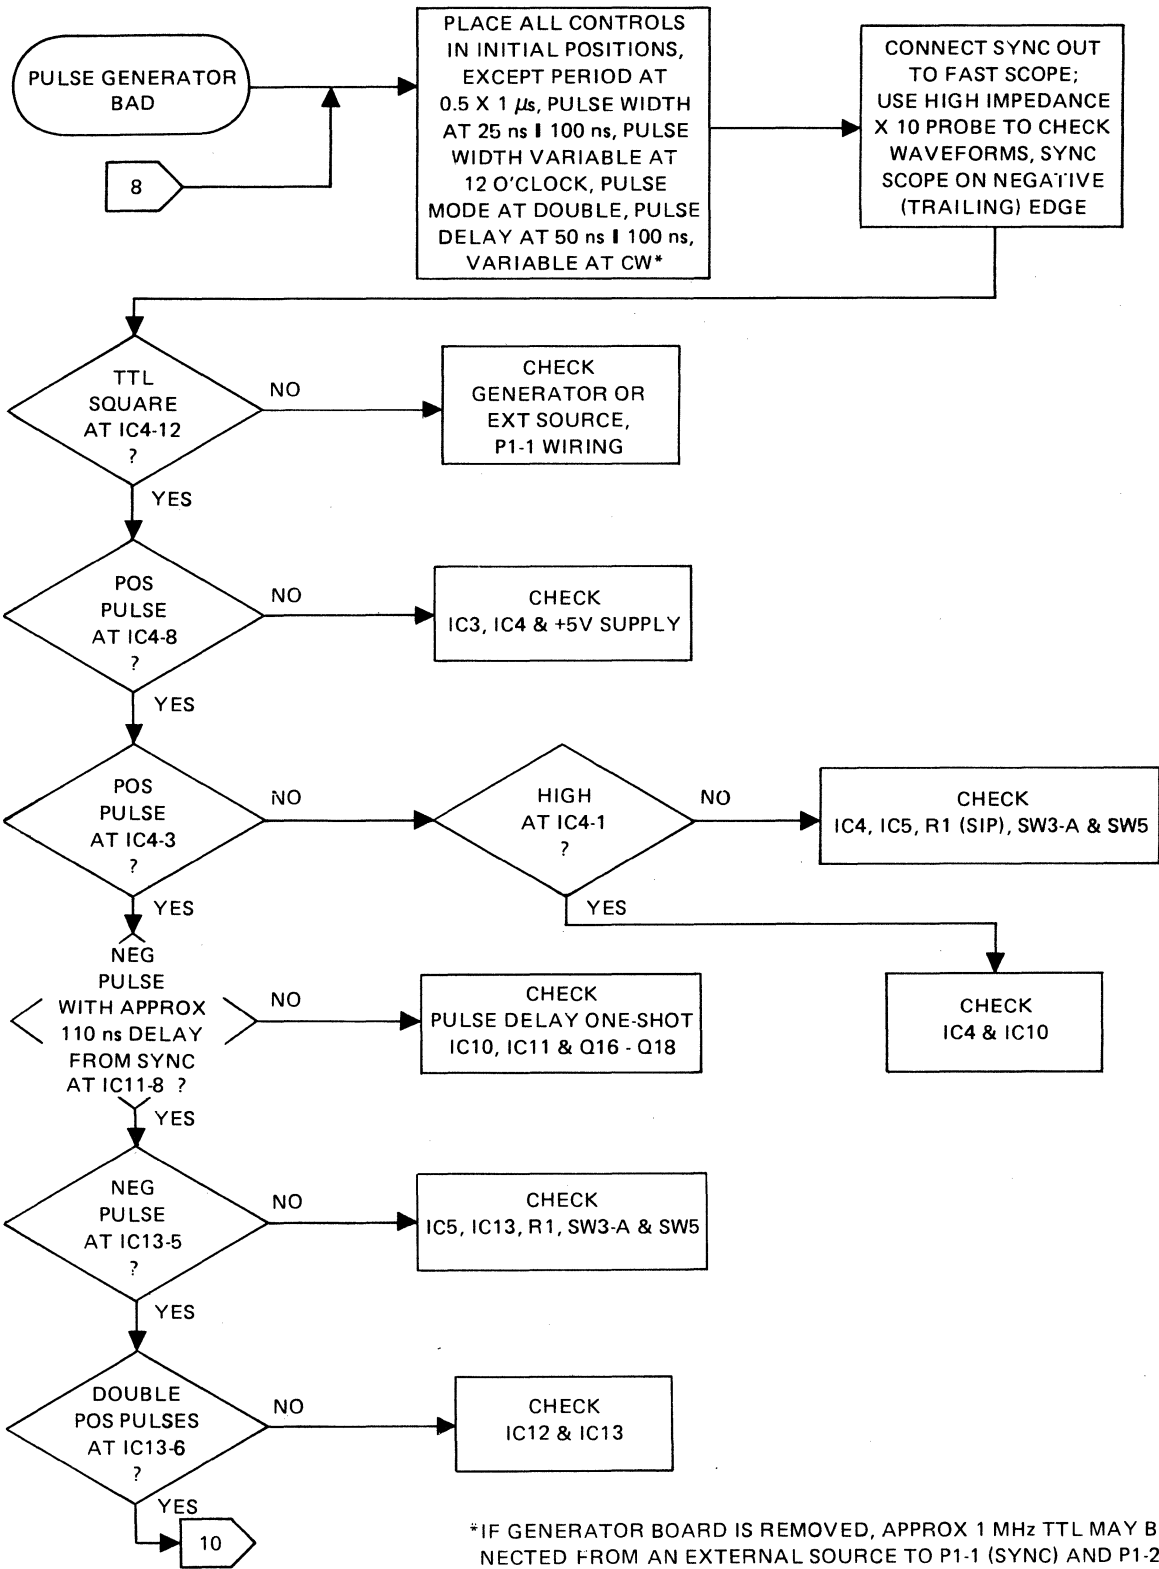 PULSE GENERATOR
BAD
8
PLACE ALL CONTROLS
IN INITIAL POSITIONS,
EXCEPT PERIOD AT
0.5 X 1 µs, PULSE WIDTH
AT 25 ns ▮ 100 ns, PULSE
WIDTH VARIABLE AT
12 O'CLOCK, PULSE
MODE AT DOUBLE, PULSE
DELAY AT 50 ns ▮ 100 ns,
VARIABLE AT CW*
CONNECT SYNC OUT
TO FAST SCOPE;
USE HIGH IMPEDANCE
X 10 PROBE TO CHECK
WAVEFORMS, SYNC
SCOPE ON NEGATIVE
(TRAILING) EDGE
TTL
SQUARE
AT IC4-12
?
NO
CHECK
GENERATOR OR
EXT SOURCE,
P1-1 WIRING
YES
POS
PULSE
AT IC4-8
?
NO
CHECK
IC3, IC4 & +5V SUPPLY
YES
POS
PULSE
AT IC4-3
?
NO
HIGH
AT IC4-1
?
NO
CHECK
IC4, IC5, R1 (SIP), SW3-A & SW5
YES
CHECK
IC4 & IC10
YES
NEG
PULSE
WITH APPROX
110 ns DELAY
FROM SYNC
AT IC11-8 ?
NO
CHECK
PULSE DELAY ONE-SHOT
IC10, IC11 & Q16 - Q18
YES
NEG
PULSE
AT IC13-5
?
NO
CHECK
IC5, IC13, R1, SW3-A & SW5
YES
DOUBLE
POS PULSES
AT IC13-6
?
NO
CHECK
IC12 & IC13
YES
10
*IF GENERATOR BOARD IS REMOVED, APPROX 1 MHz TTL MAY B
NECTED FROM AN EXTERNAL SOURCE TO P1-1 (SYNC) AND P1-2